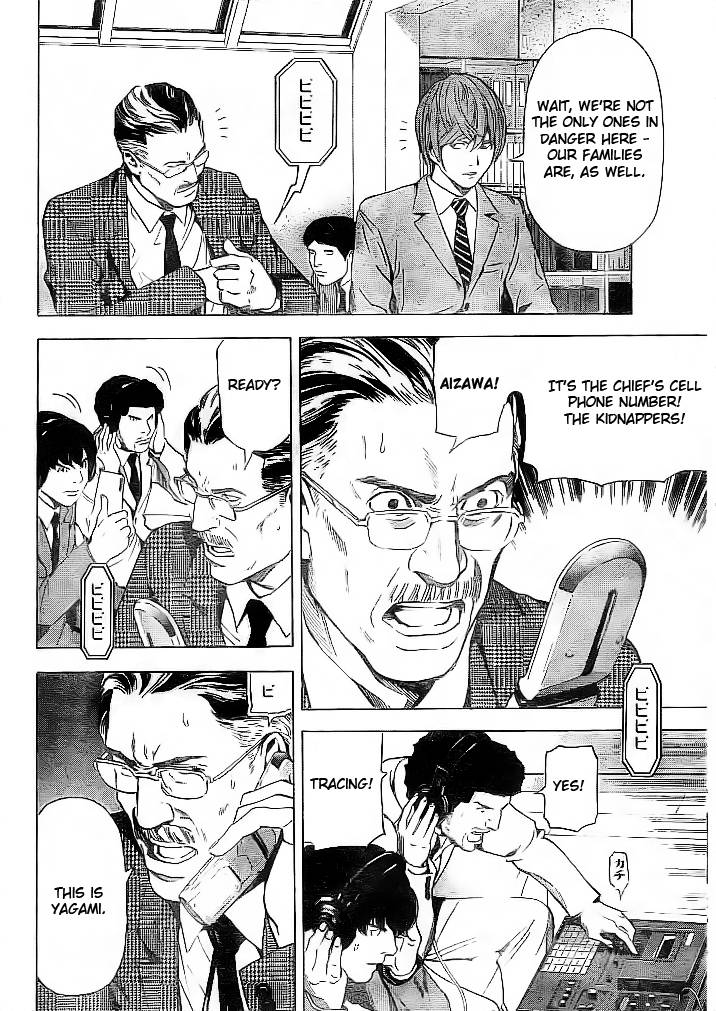 WAIT, WE'RE NOT
THE ONLY ONES IN
DANGER HERE -
OUR FAMILIES
ARE, AS WELL.
ピピピピ
IT'S THE CHIEF'S CELL
PHONE NUMBER!
THE KIDNAPPERS!
AIZAWA!
ピピピピ
READY?
ピピピピ
YES!
TRACING!
カチ
ピ
THIS IS
YAGAMI.